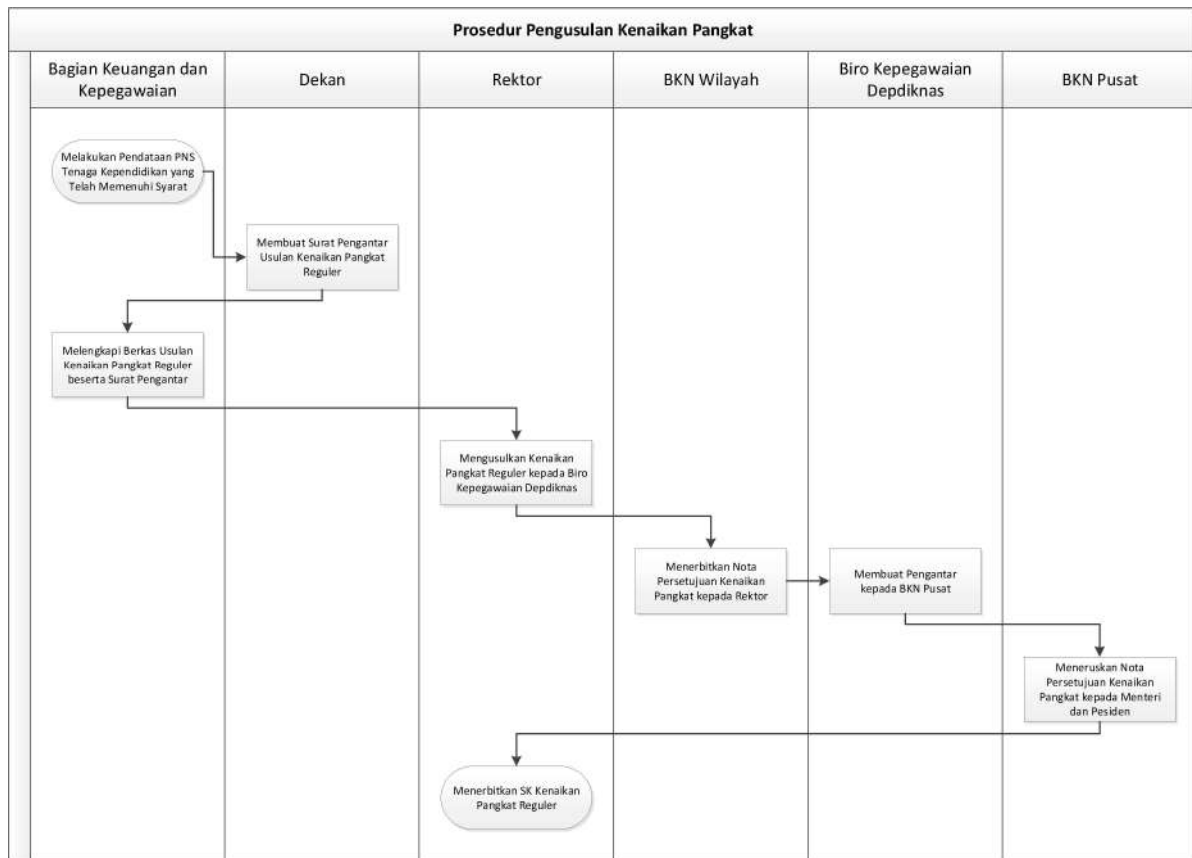 Prosedur Pengusulan Kenaikan Pangkat
Bagian Keuangan dan
Kepegawaian
Dekan
Rektor
BKN Wilayah
Biro Kepegawaian
Depdiknas
BKN Pusat
Melakukan Pendataan PNS
Tenaga Kependidikan yang
Telah Memenuhi Syarat
Membuat Surat Pengantar
Usulan Kenaikan Pangkat
Reguler
Melengkapi Berkas Usulan
Kenaikan Pangkat Reguler
beserta Surat Pengantar
Mengusulkan Kenaikan
Pangkat Reguler kepada Biro
Kepegawaian Depdiknas
Menerbitkan Nota
Persetujuan Kenaikan
Pangkat kepada Rektor
Membuat Pengantar
kepada BKN Pusat
Meneruskan Nota
Persetujuan Kenaikan
Pangkat kepada Menteri
dan Pesiden
Menerbitkan SK Kenaikan
Pangkat Reguler